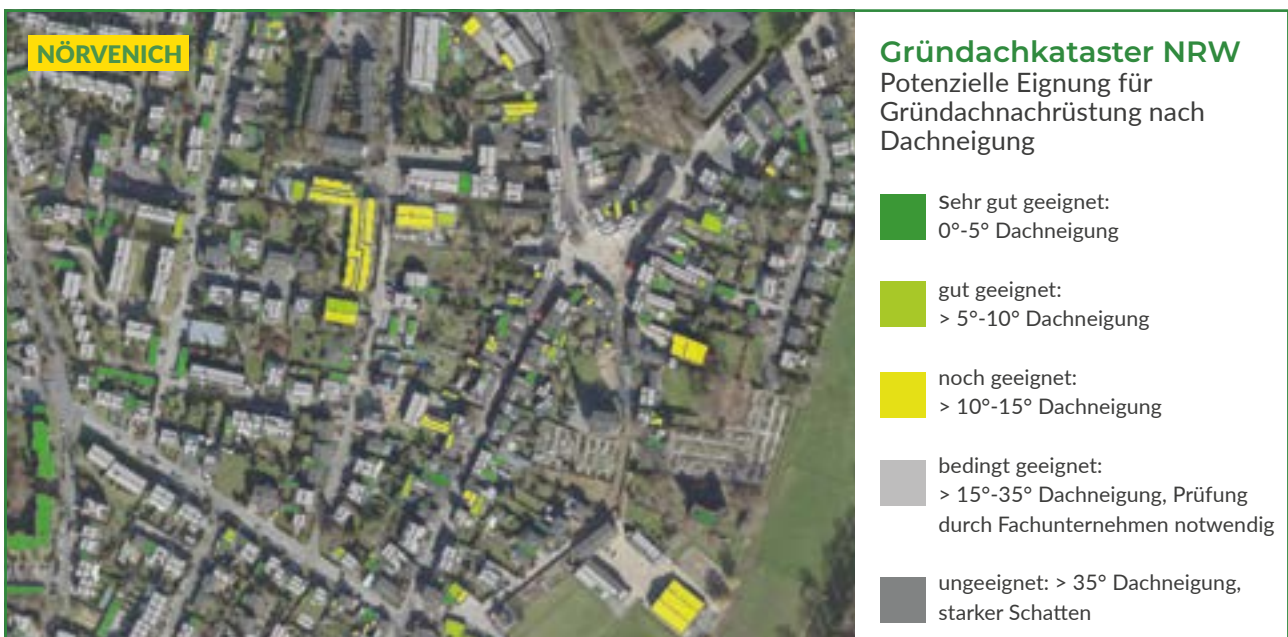 NÖRVENICH
Gründachkataster NRW
Potenzielle Eignung für
Gründachnachrüstung nach
Dachneigung
sehr gut geeignet:
0°-5° Dachneigung
gut geeignet:
> 5°-10° Dachneigung
noch geeignet:
> 10°-15° Dachneigung
bedingt geeignet:
> 15°-35° Dachneigung, Prüfung
durch Fachunternehmen notwendig
ungeeignet: > 35° Dachneigung,
starker Schatten